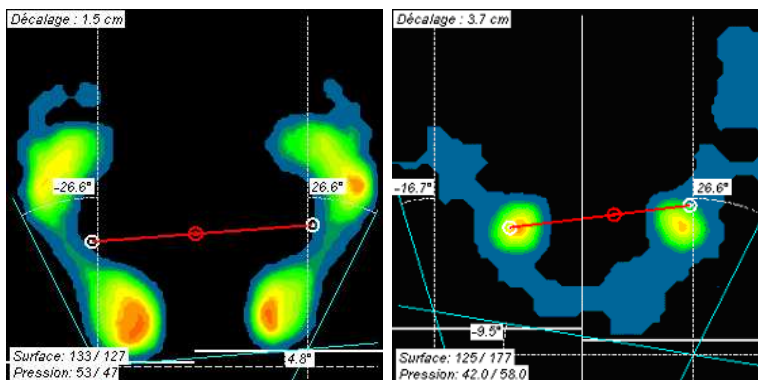 Décalage : 1.5 cm
-26.6°
26.6°
4.8°
Surface: 133 / 127
Pression: 53 / 47
Décalage : 3.7 cm
-16.7°
26.6°
-9.5°
Surface: 125 / 177
Pression: 42.0 / 58.0